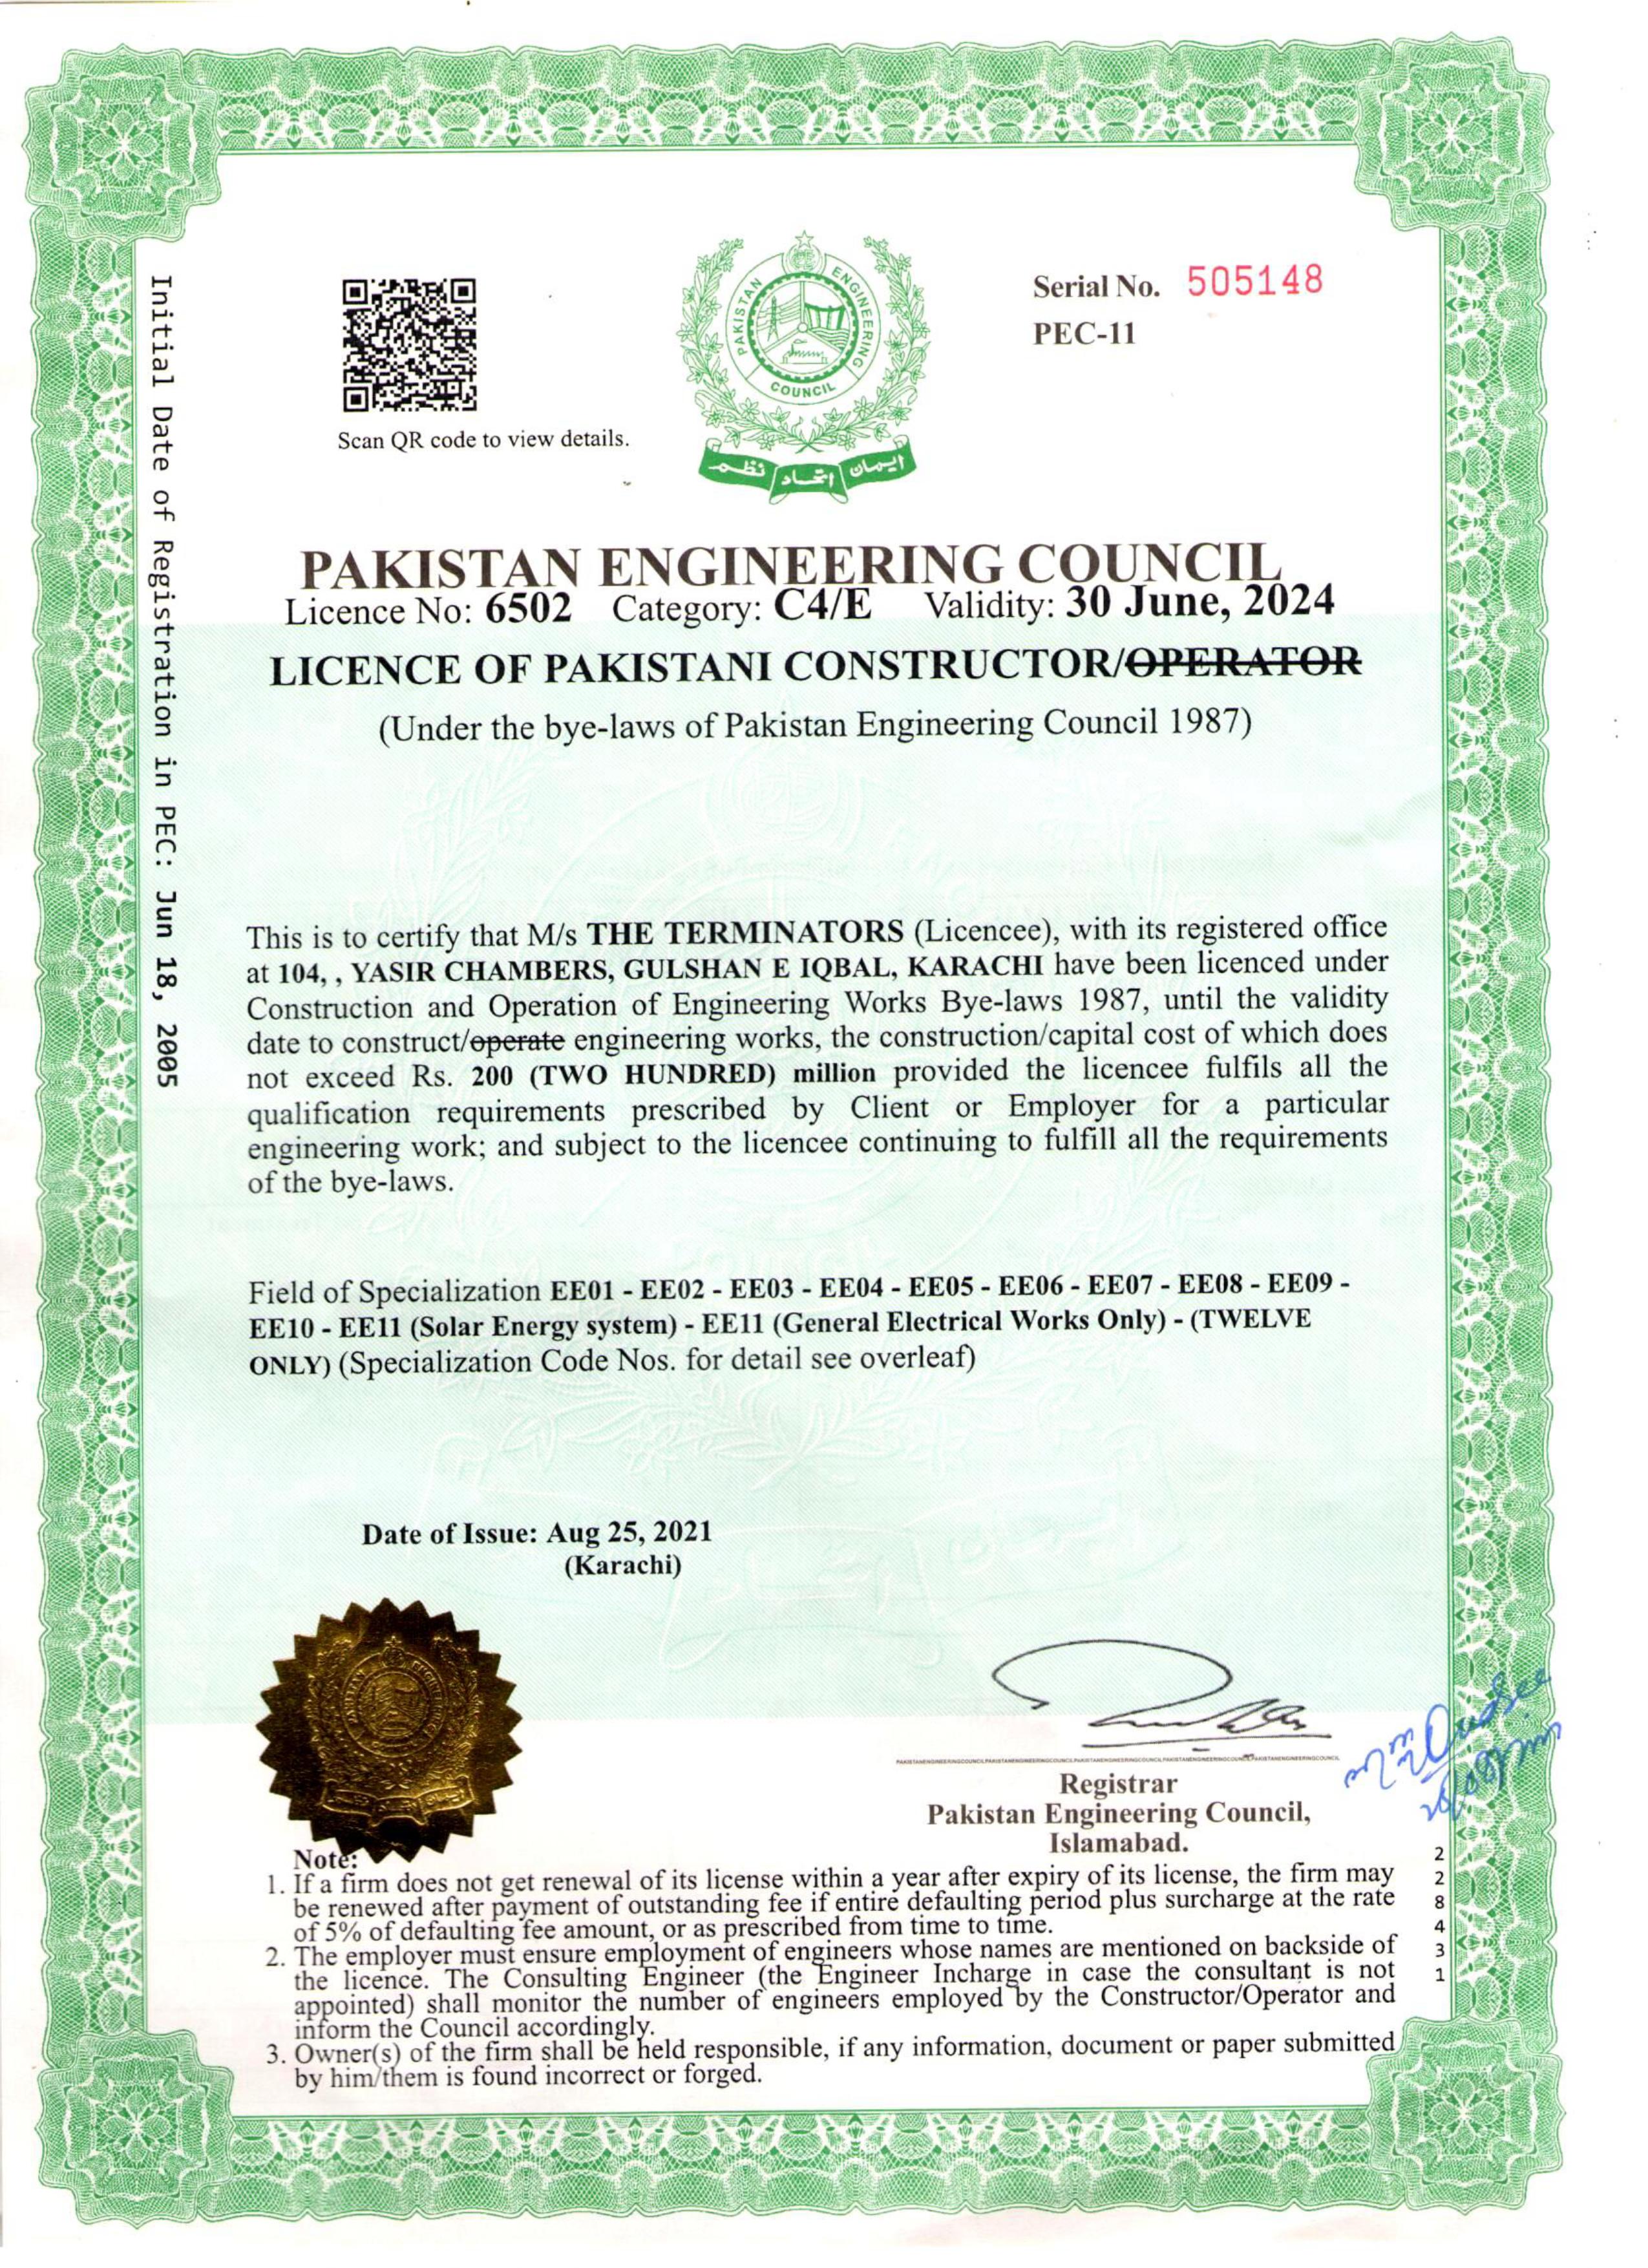 Initial Date of Registration in PEC: Jun 18, 2005
Scan QR code to view details.
PAKISTAN ENGINEERING COUNCIL
ایمان اتحاد نظم
Serial No. 505148
PEC-11
PAKISTAN ENGINEERING COUNCIL
Licence No: 6502 Category: C4/E Validity: 30 June, 2024
LICENCE OF PAKISTANI CONSTRUCTOR/OPERATOR
(Under the bye-laws of Pakistan Engineering Council 1987)
This is to certify that M/s THE TERMINATORS (Licencee), with its registered office
at 104, , YASIR CHAMBERS, GULSHAN E IQBAL, KARACHI have been licenced under
Construction and Operation of Engineering Works Bye-laws 1987, until the validity
date to construct/operate engineering works, the construction/capital cost of which does
not exceed Rs. 200 (TWO HUNDRED) million provided the licencee fulfils all the
qualification requirements prescribed by Client or Employer for a particular
engineering work; and subject to the licencee continuing to fulfill all the requirements
of the bye-laws.
Field of Specialization EE01 - EE02 - EE03 - EE04 - EE05 - EE06 - EE07 - EE08 - EE09 -
EE10 - EE11 (Solar Energy system) - EE11 (General Electrical Works Only) - (TWELVE
ONLY) (Specialization Code Nos. for detail see overleaf)
Date of Issue: Aug 25, 2021
(Karachi)
Registrar
Pakistan Engineering Council,
Islamabad.
Note:
1. If a firm does not get renewal of its license within a year after expiry of its license, the firm may
be renewed after payment of outstanding fee if entire defaulting period plus surcharge at the rate
of 5% of defaulting fee amount, or as prescribed from time to time.
2. The employer must ensure employment of engineers whose names are mentioned on backside of
the licence. The Consulting Engineer (the Engineer Incharge in case the consultant is not
appointed) shall monitor the number of engineers employed by the Constructor/Operator and
inform the Council accordingly.
3. Owner(s) of the firm shall be held responsible, if any information, document or paper submitted
by him/them is found incorrect or forged.
2
2
8
4
3
1